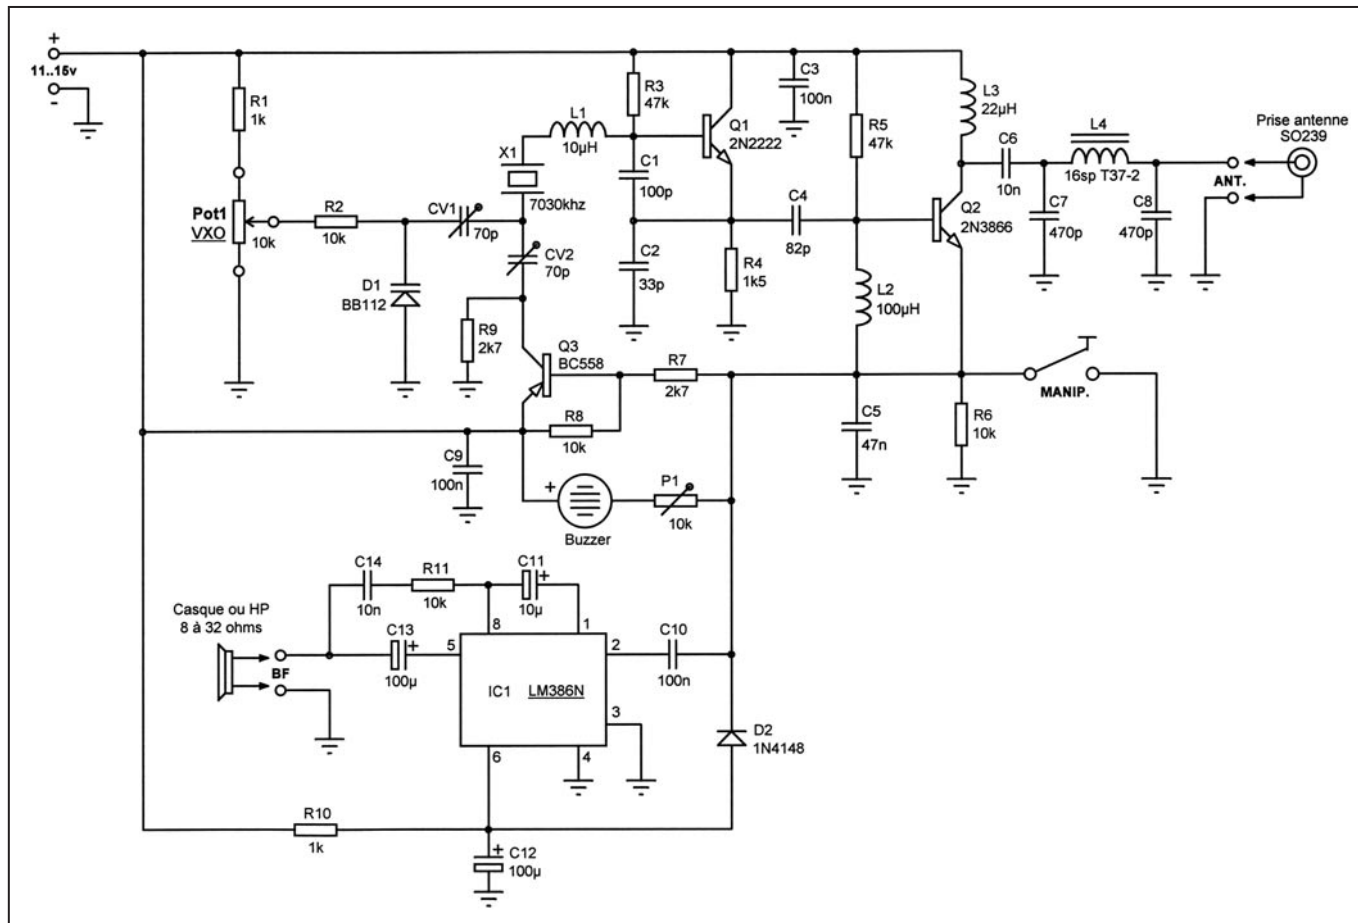 +
11..15v
-
R1
1k
Pot1
VXO
10k
R2
10k
D1
BB112
CV1
70p
X1
7030khz
L1
10µH
CV2
70p
R9
2k7
R3
47k
C1
100p
C2
33p
Q1
2N2222
R4
1k5
C3
100n
C4
82p
R5
47k
L2
100µH
L3
22µH
Q2
2N3866
C6
10n
C7
470p
L4
16sp T37-2
C8
470p
ANT.
Prise antenne
SO239
Q3
BC558
R7
2k7
R8
10k
C5
47n
R6
10k
MANIP.
C9
100n
+
Buzzer
P1
10k
C14
10n
R11
10k
C11
+
10µ
Casque ou HP
8 à 32 ohms
BF
C13
+
100µ
5
8
1
2
3
4
6
IC1
LM386N
C10
100n
D2
1N4148
R10
1k
+
C12
100µ